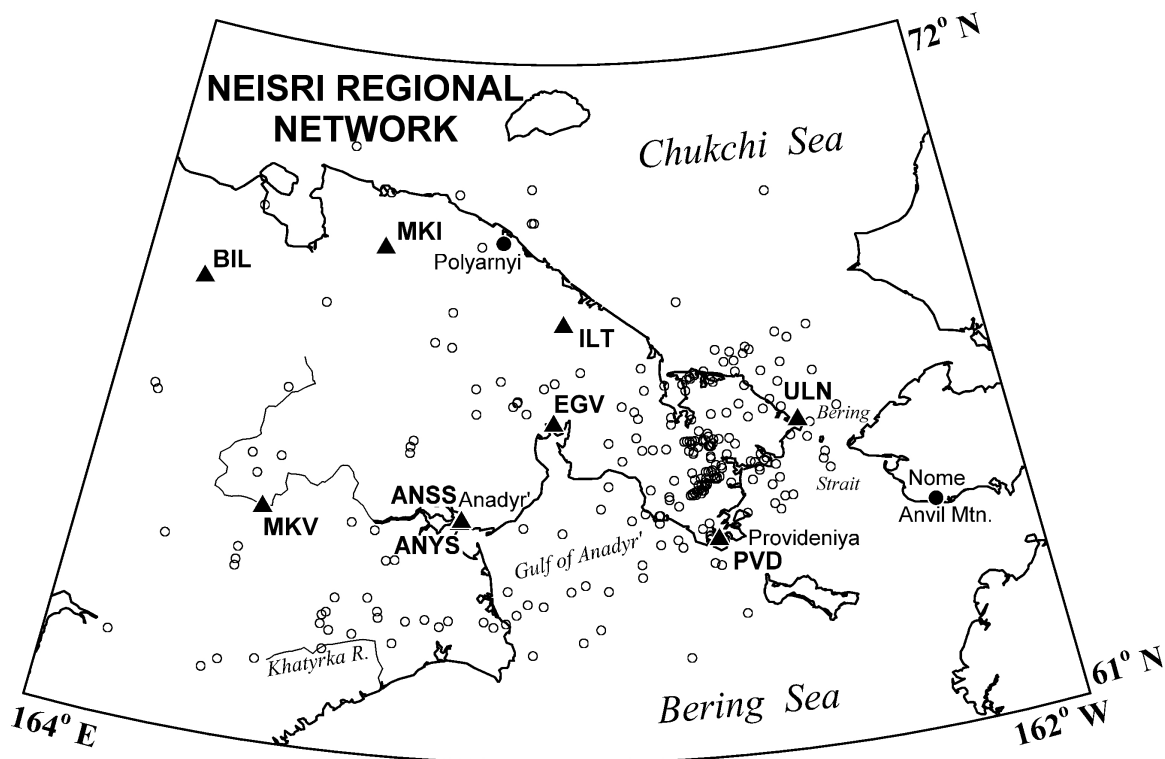 NEISRI REGIONAL
NETWORK
72° N
Chukchi Sea
MKI
BIL
Polyarnyi
ILT
ULN
EGV
Bering
Strait
Nome
Anvil Mtn.
ANSS
Anadyr'
MKV
ANYS
Gulf of Anadyr'
Provideniya
PVD
Khatyrka R.
Bering Sea
61° N
164° E
162° W